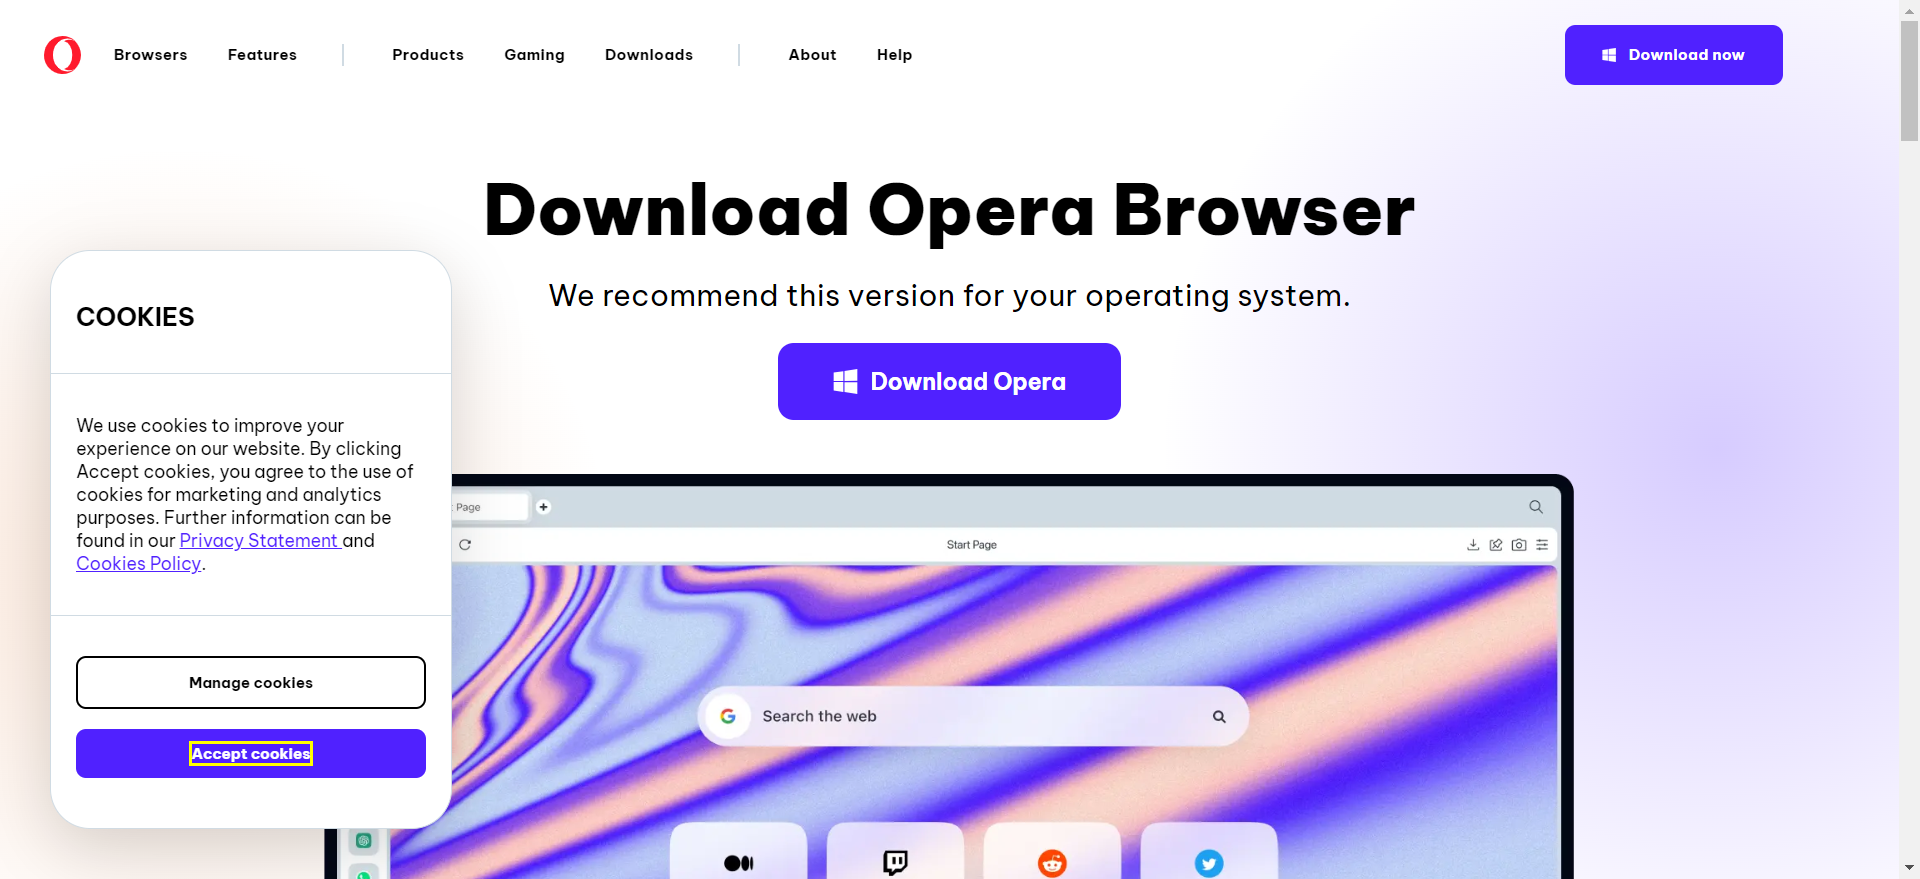 Browsers
Features
Products
Gaming
Downloads
About
Help
Download now
Download Opera Browser
We recommend this version for your operating system.
Download Opera
COOKIES
We use cookies to improve your
experience on our website. By clicking
Accept cookies, you agree to the use of
cookies for marketing and analytics
purposes. Further information can be
found in our Privacy Statement and
Cookies Policy.
Manage cookies
Accept cookies
Page
Start Page
Search the web